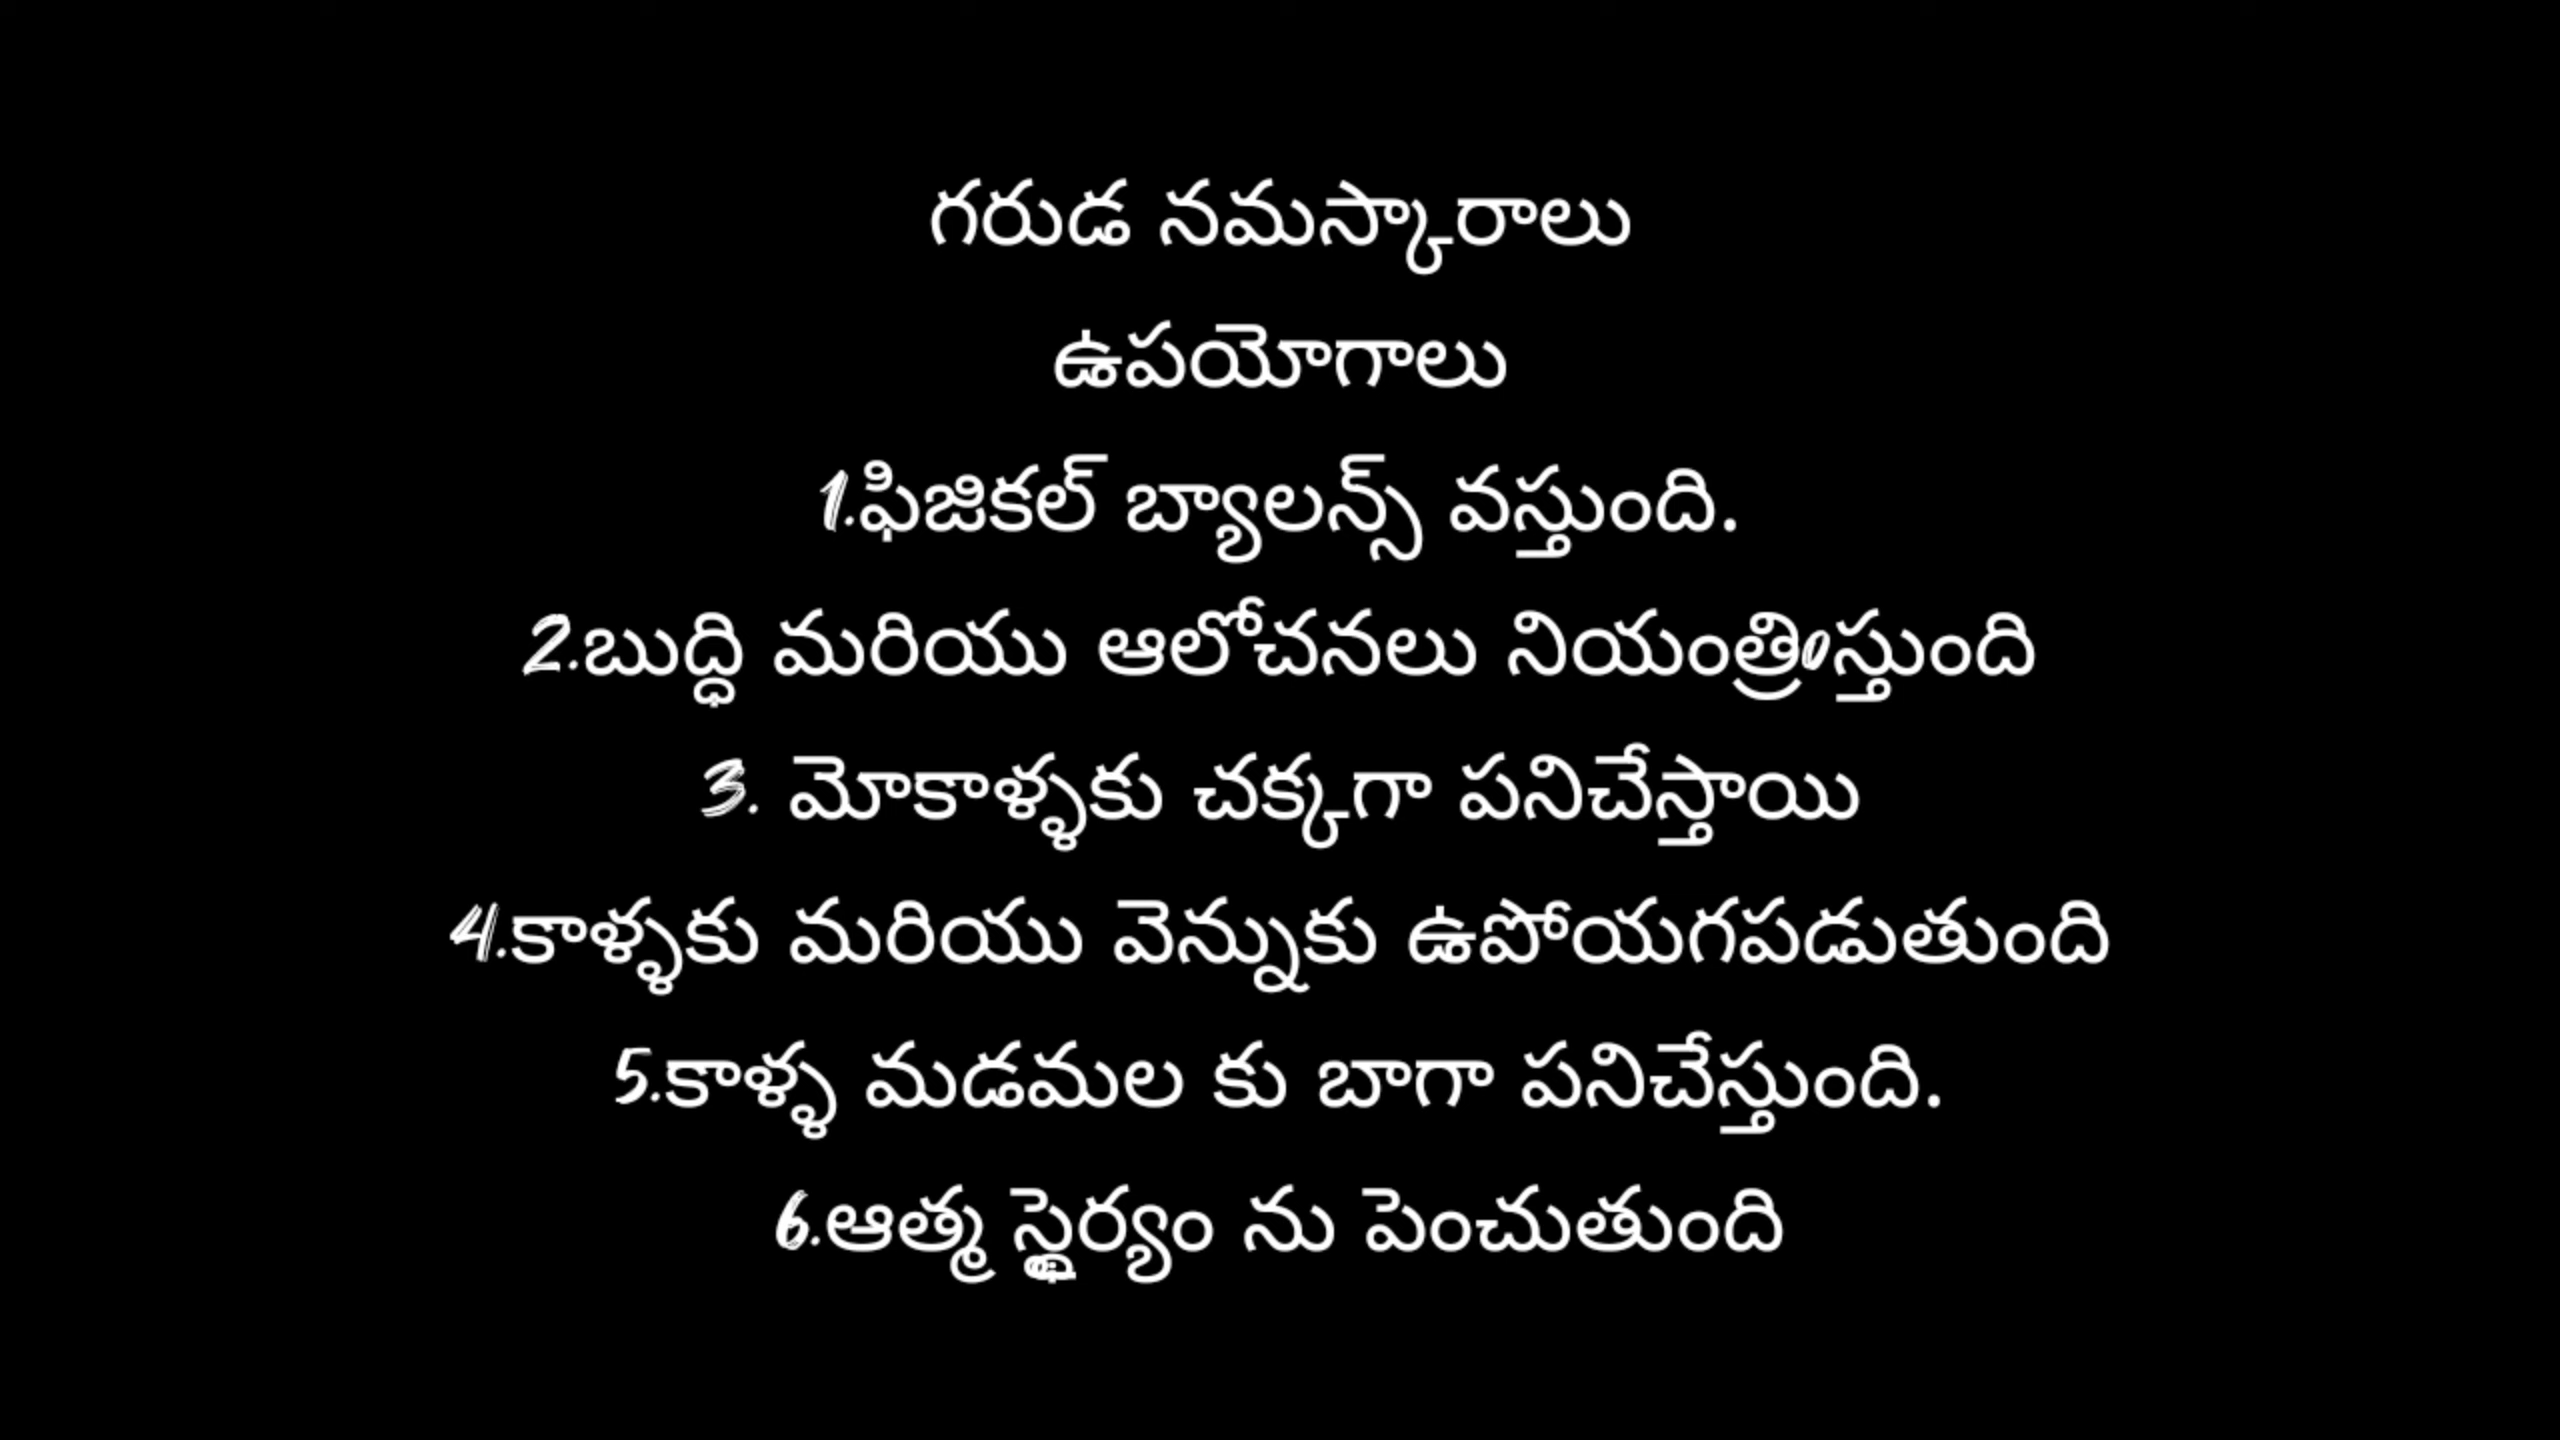 గరుడ నమస్కారాలు
ఉపయోగాలు
1.ఫిజికల్ బ్యాలన్స్ వస్తుంది.
2.బుద్ధి మరియు ఆలోచనలు నియంత్రి0స్తుంది
3. మోకాళ్ళకు చక్కగా పనిచేస్తాయి
4.కాళ్ళకు మరియు వెన్నుకు ఉపోయగపడుతుంది
5.కాళ్ళ మడమల కు బాగా పనిచేస్తుంది.
6.ఆత్మ స్థైర్యం ను పెంచుతుంది